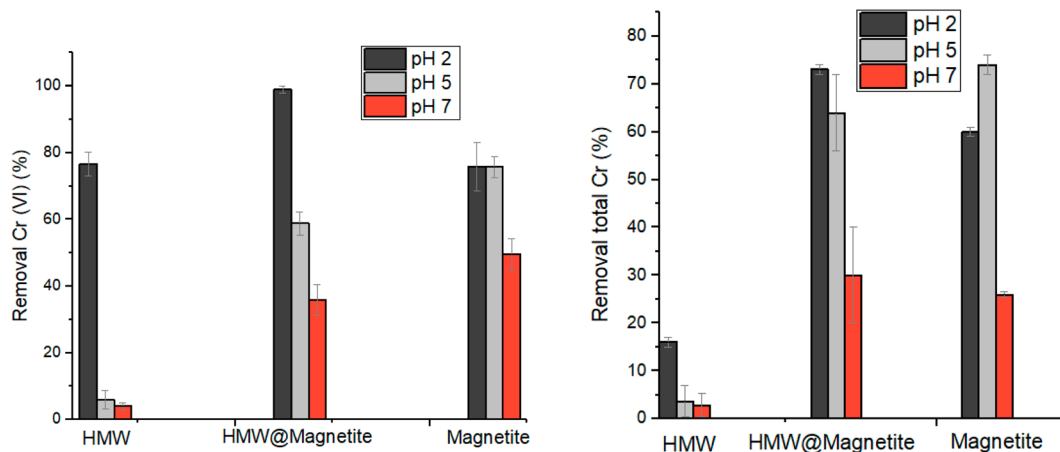 pH 2
pH 5
pH 7
Removal Cr (VI) (%)
100
80
60
40
20
0
HMW
HMW@Magnetite
Magnetite
pH 2
pH 5
pH 7
Removal total Cr (%)
80
70
60
50
40
30
20
10
0
HMW
HMW@Magnetite
Magnetite